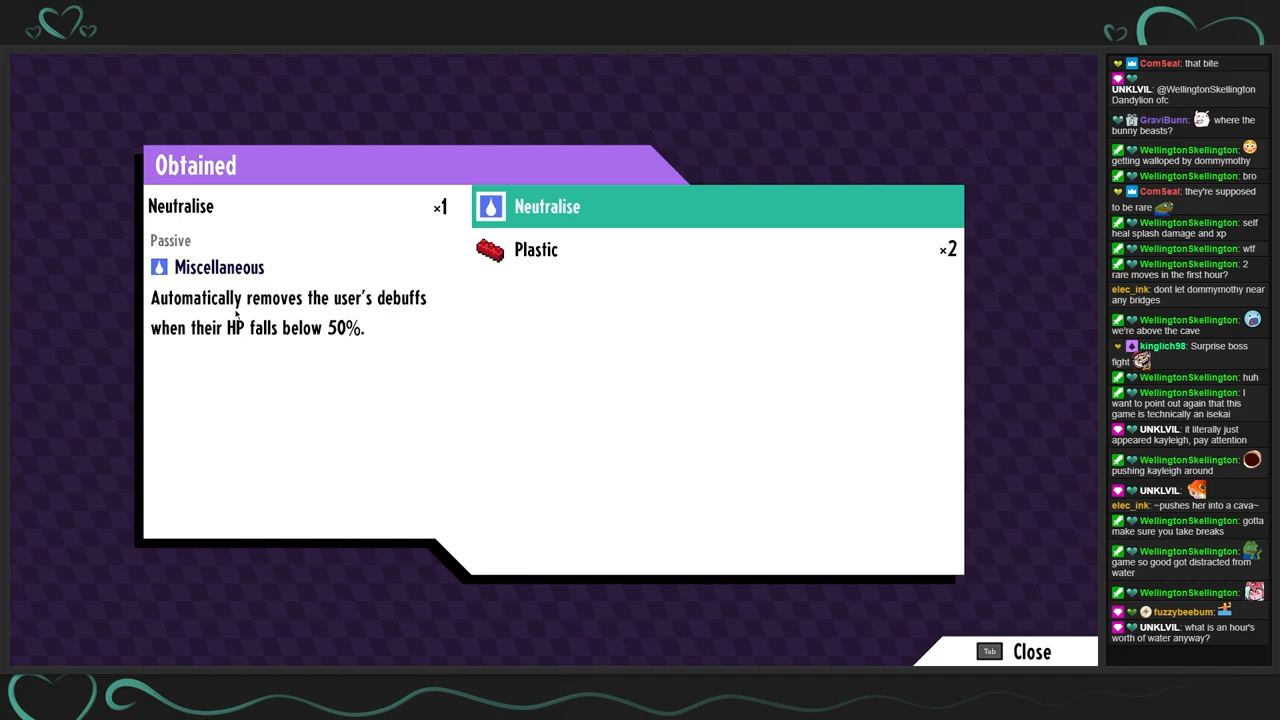 Obtained
Neutralise ×1
Passive
Miscellaneous
Automatically removes the user's debuffs
when their HP falls below 50%.
Neutralise
Plastic ×2
Tab Close
ComSeal: that bite
UNKLVIL: @WellingtonSkellington
Dandylion ofc
GraviBunn: where the
bunny beasts?
WellingtonSkellington:
getting walloped by dommymothy
WellingtonSkellington: bro
ComSeal: they're supposed
to be rare
WellingtonSkellington: self
heal splash damage and xp
WellingtonSkellington: wtf
WellingtonSkellington: 2
rare moves in the first hour?
elec_ink: dont let dommymothy near
any bridges
WellingtonSkellington:
we're above the cave
kinglich98: Surprise boss
fight
WellingtonSkellington: huh
WellingtonSkellington: I
want to point out again that this
game is technically an isekai
UNKLVIL: it literally just
appeared kayleigh, pay attention
WellingtonSkellington:
pushing kayleigh around
UNKLVIL:
elec_ink: ~pushes her into a cava~
WellingtonSkellington: gotta
make sure you take breaks
WellingtonSkellington:
game so good got distracted from
water
WellingtonSkellington:
fuzzybeebum:
UNKLVIL: what is an hour's
worth of water anyway?